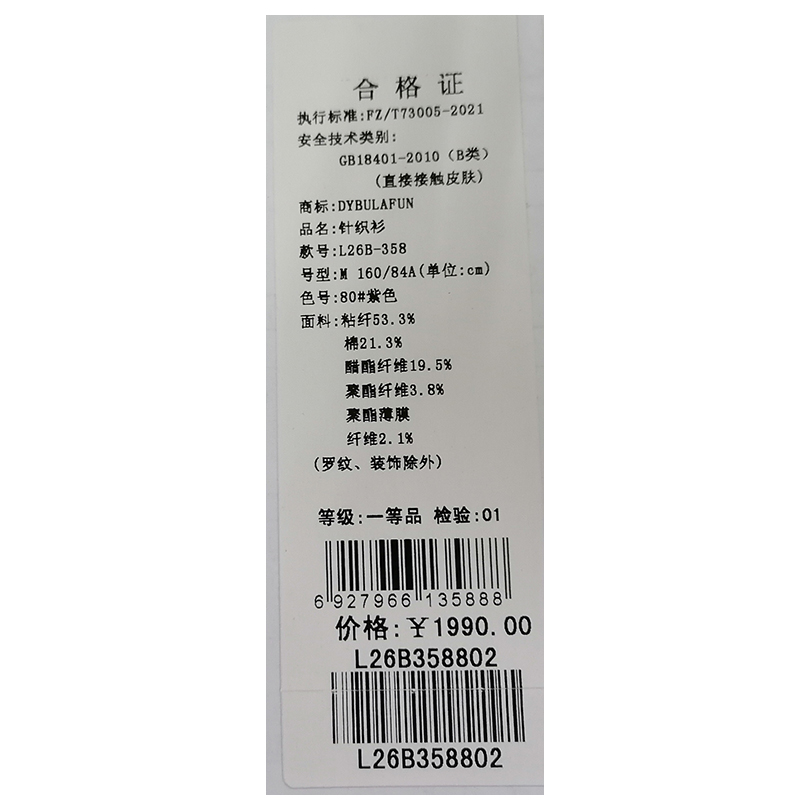 合格证
执行标准:FZ/T73005-2021
安全技术类别:
GB18401-2010（B类）
(直接接触皮肤)
商标:DYBULAFUN
品名:针织衫
款号:L26B-358
号型:M 160/84A(单位:cm)
色号:80#紫色
面料:粘纤53.3%
棉21.3%
醋酯纤维19.5%
聚酯纤维3.8%
聚酯薄膜
纤维2.1%
(罗纹、装饰除外)
等级:一等品 检验:01
6 927966 135888
价格:￥1990.00
L26B358802
L26B358802